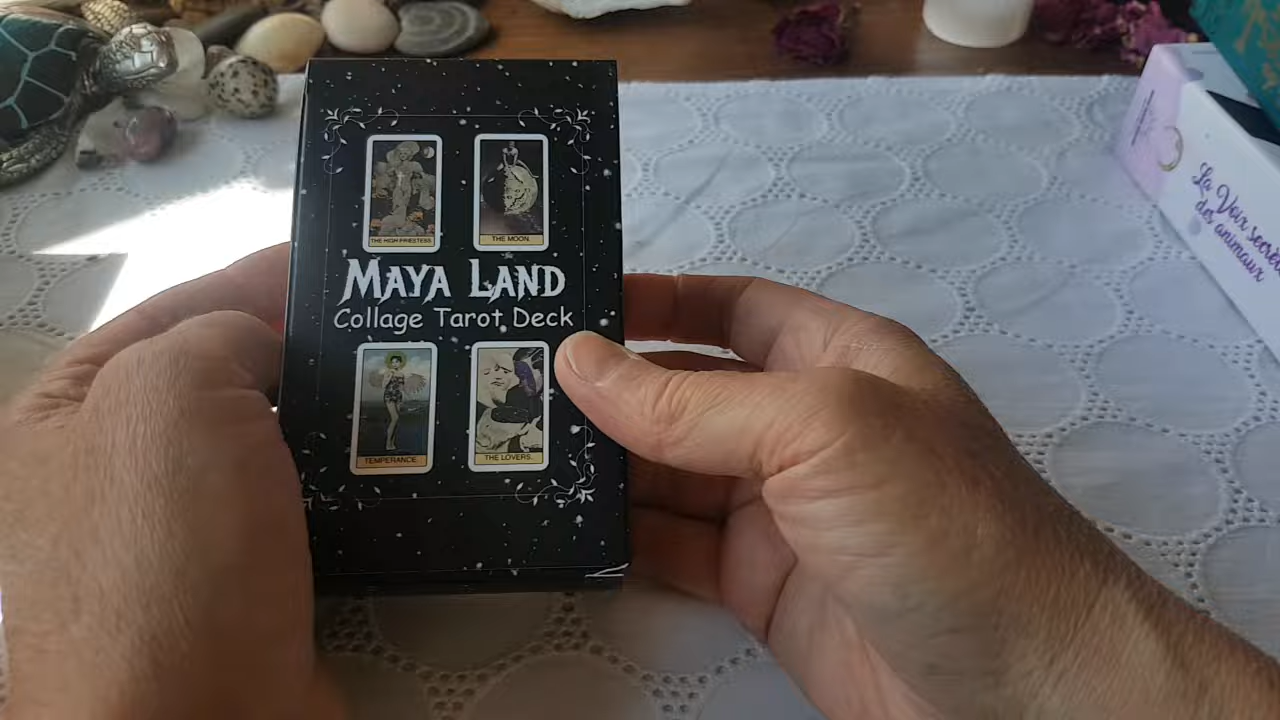 THE HIGH PRIESTESS
THE MOON.
MAYA LAND
Collage Tarot Deck
TEMPERANCE.
THE LOVERS.
La Voix secrète
des animaux